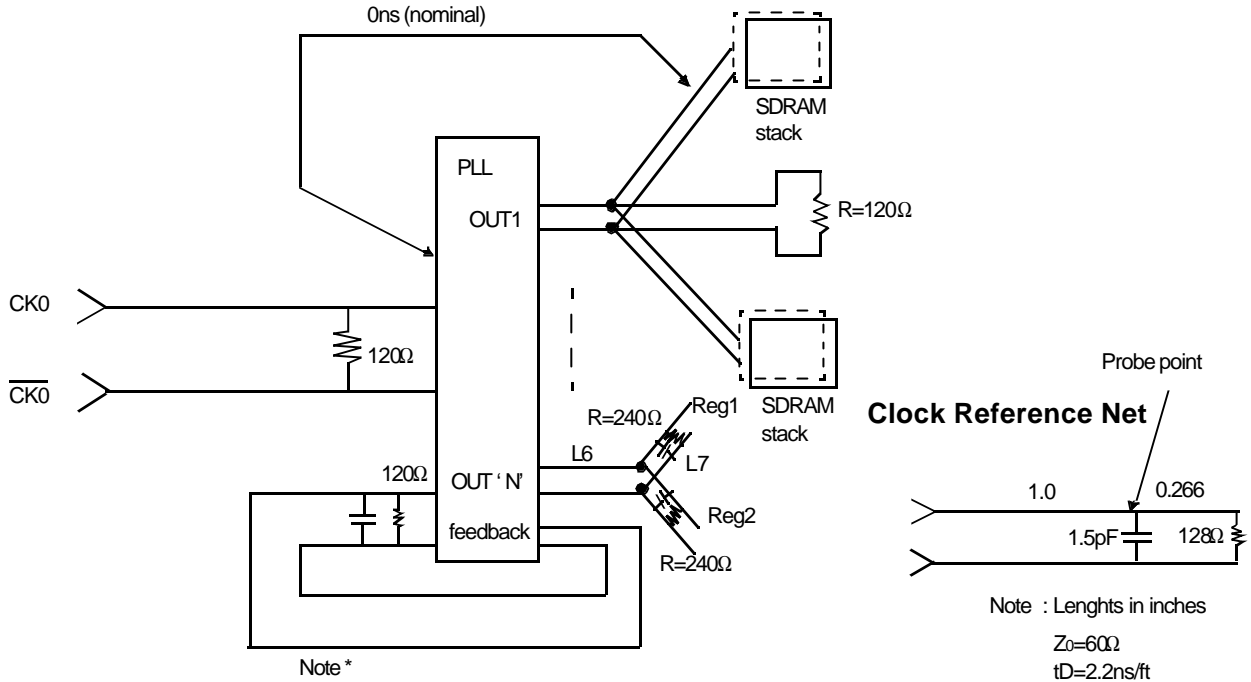 0ns (nominal)
SDRAM
stack
PLL
OUT1
R=120Ω
CK0
120Ω
CK0
Probe point
Reg1
SDRAM
stack
Clock Reference Net
R=240Ω
L6
L7
120Ω
OUT ‘ N’
Reg2
feedback
R=240Ω
1.0
0.266
1.5pF
128Ω
Note : Lenghts in inches
Z0=60Ω
tD=2.2ns/ft
Note *